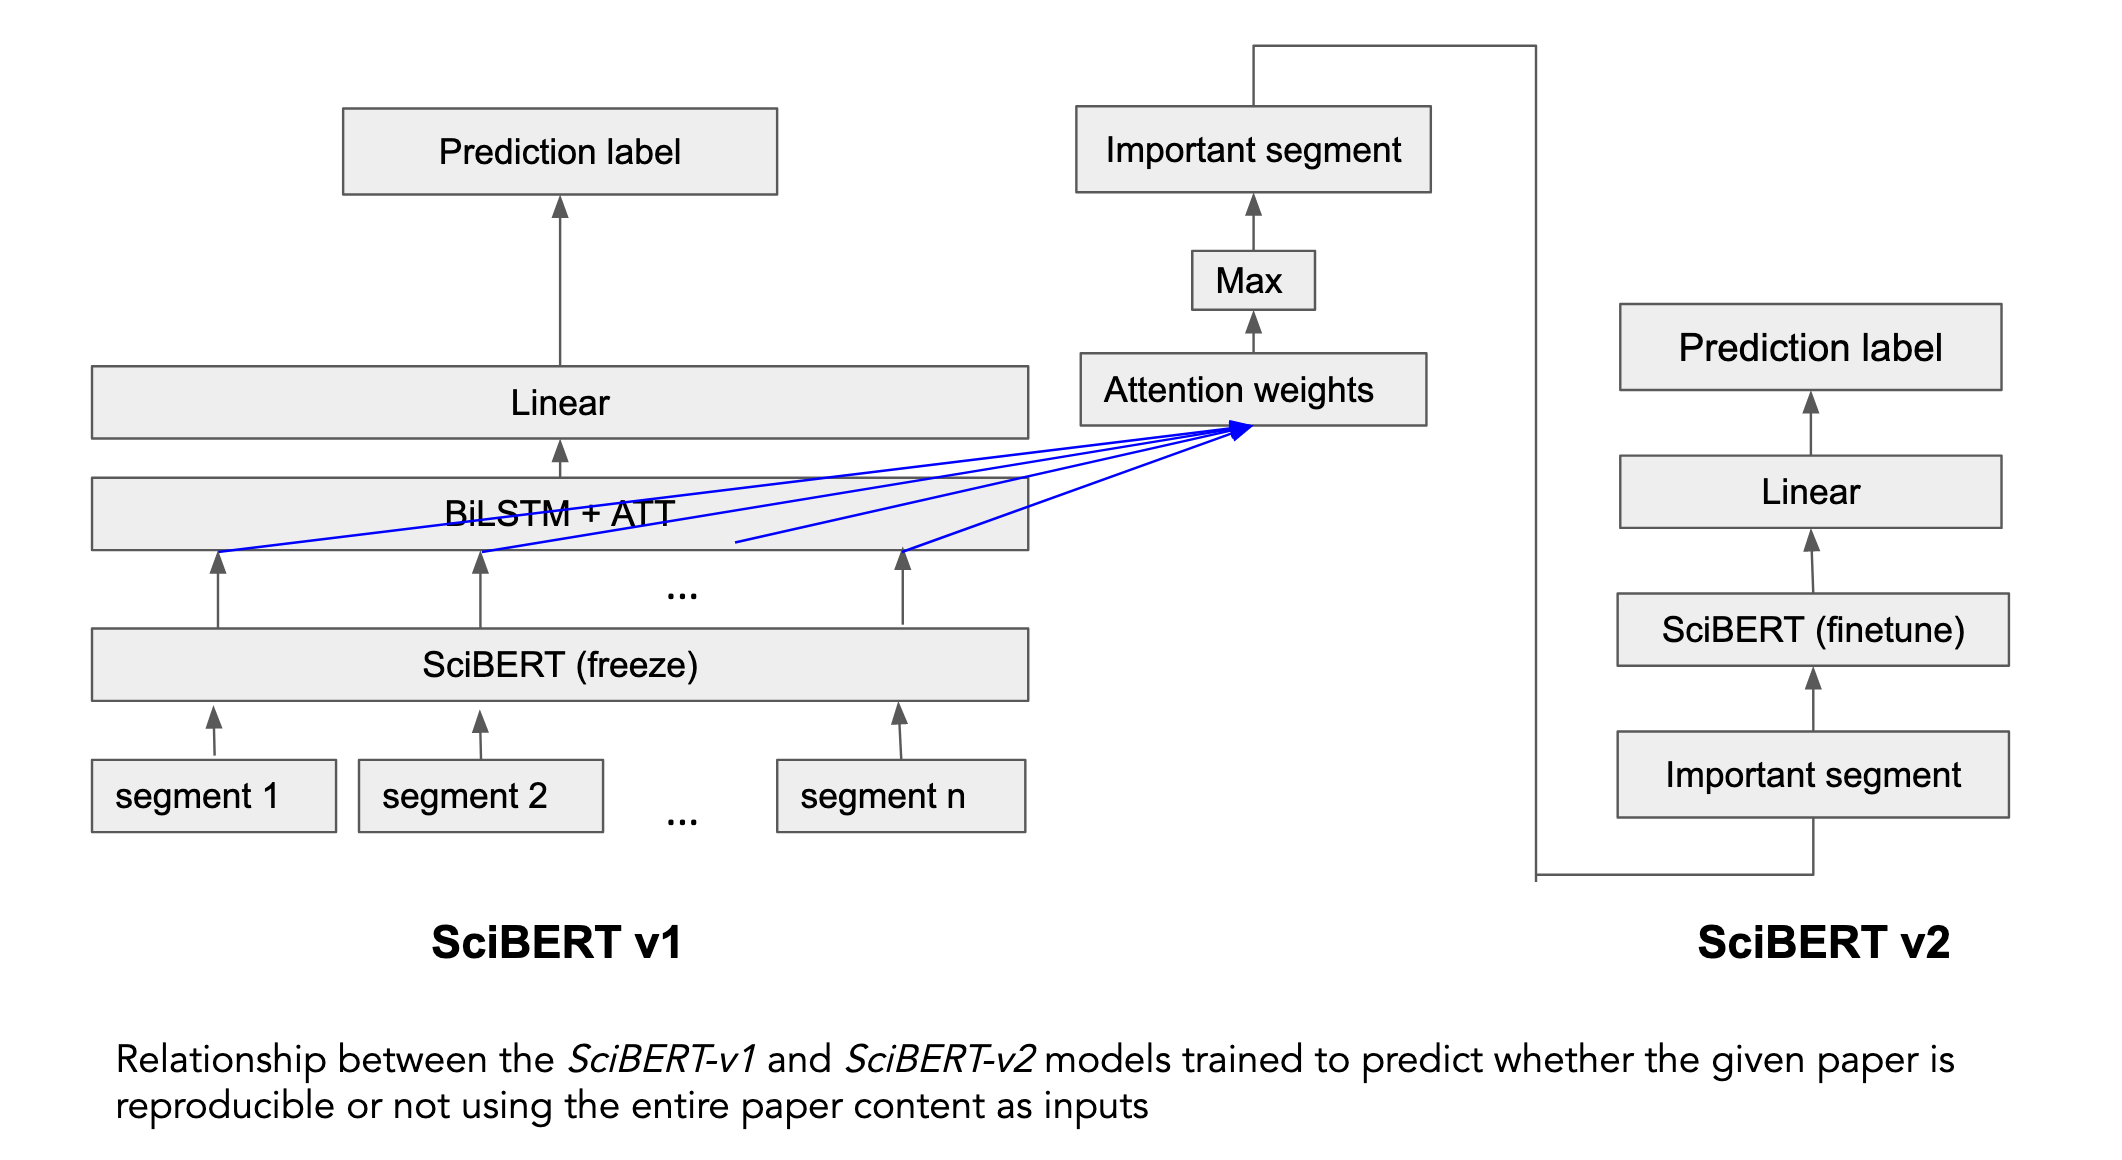 Prediction label
Linear
BiLSTM + ATT
...
SciBERT (freeze)
segment 1
segment 2
...
segment n
SciBERT v1
Important segment
Max
Attention weights
Prediction label
Linear
SciBERT (finetune)
Important segment
SciBERT v2
Relationship between the SciBERT-v1 and SciBERT-v2 models trained to predict whether the given paper is
reproducible or not using the entire paper content as inputs